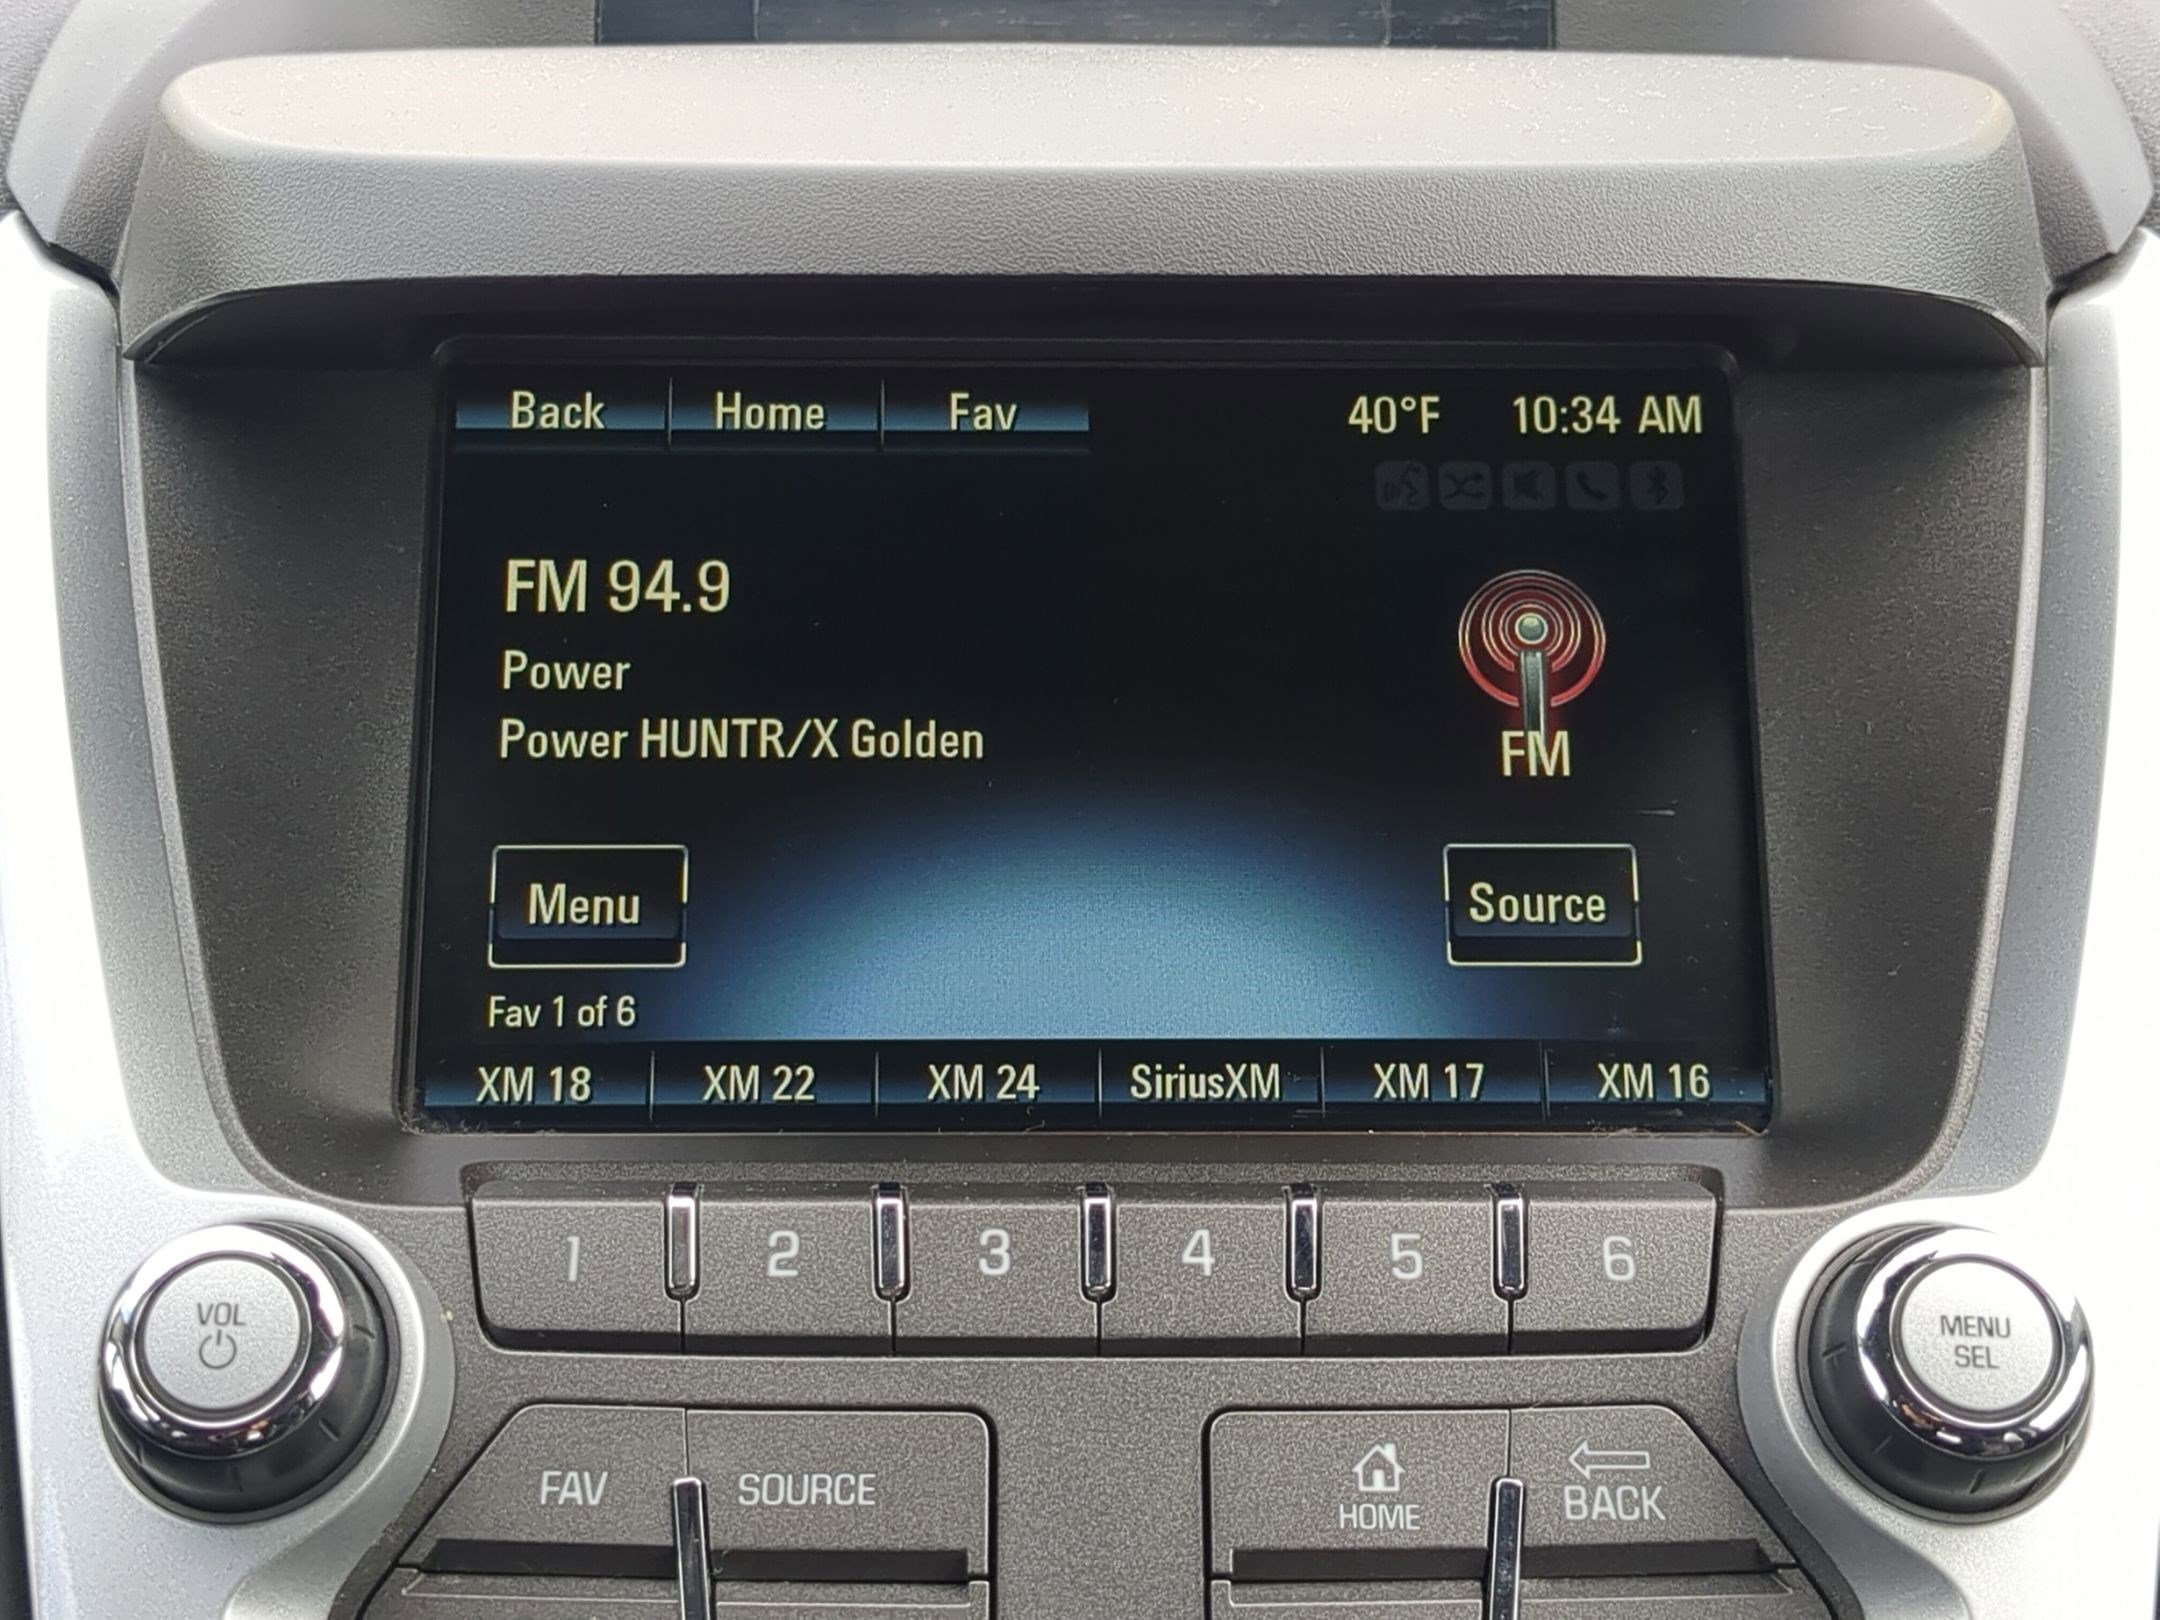 Back Home Fav 40°F 10:34 AM
FM 94.9
Power
Power HUNTR/X Golden
FM
Menu Source
Fav 1 of 6
XM 18 XM 22 XM 24 SiriusXM XM 17 XM 16
1 2 3 4 5 6
VOL
MENU
SEL
FAV SOURCE
HOME BACK